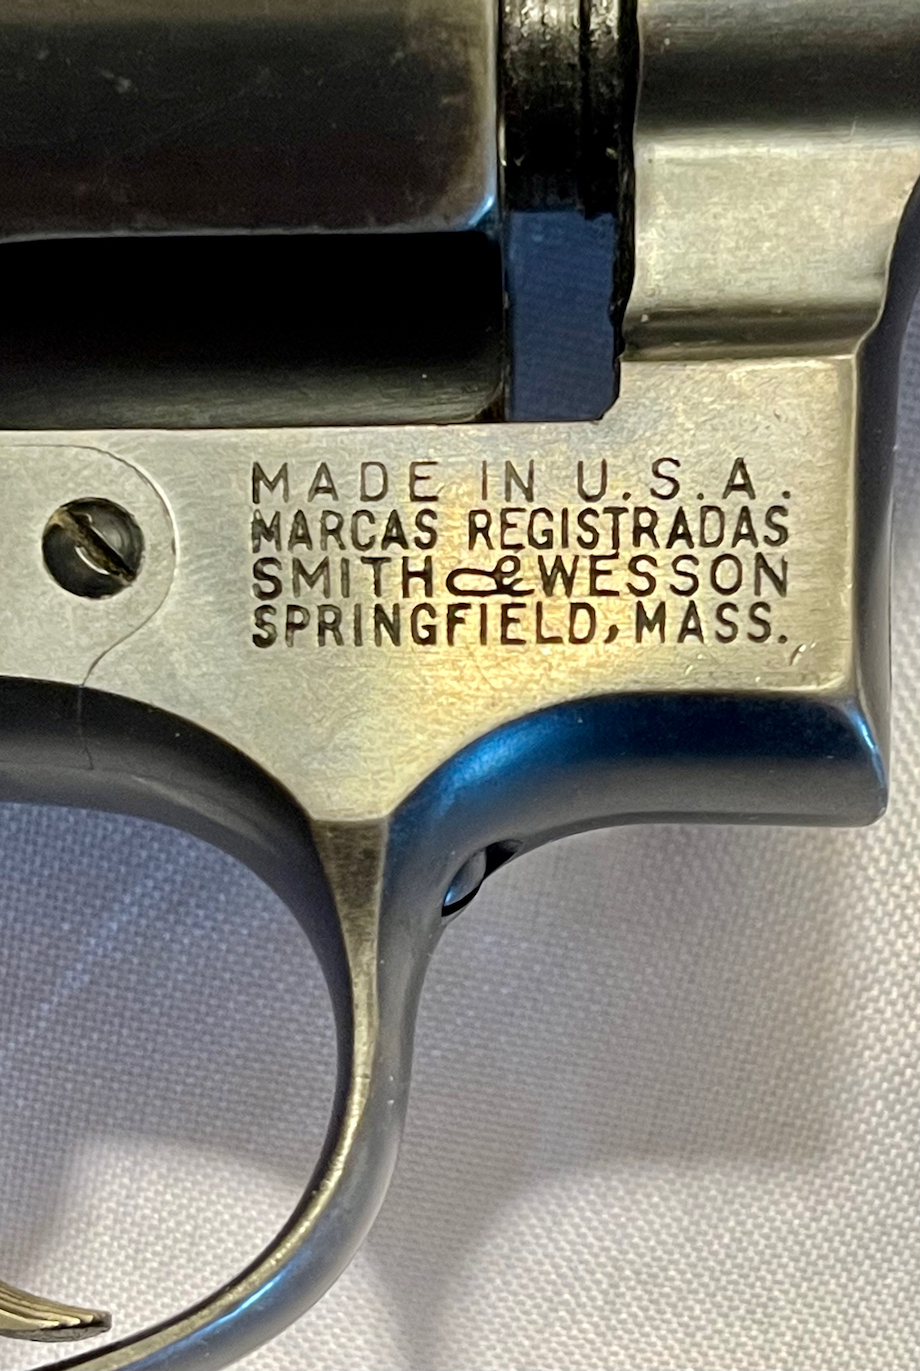 MADE IN U.S.A.
MARCAS REGISTRADAS
SMITH & WESSON
SPRINGFIELD, MASS.